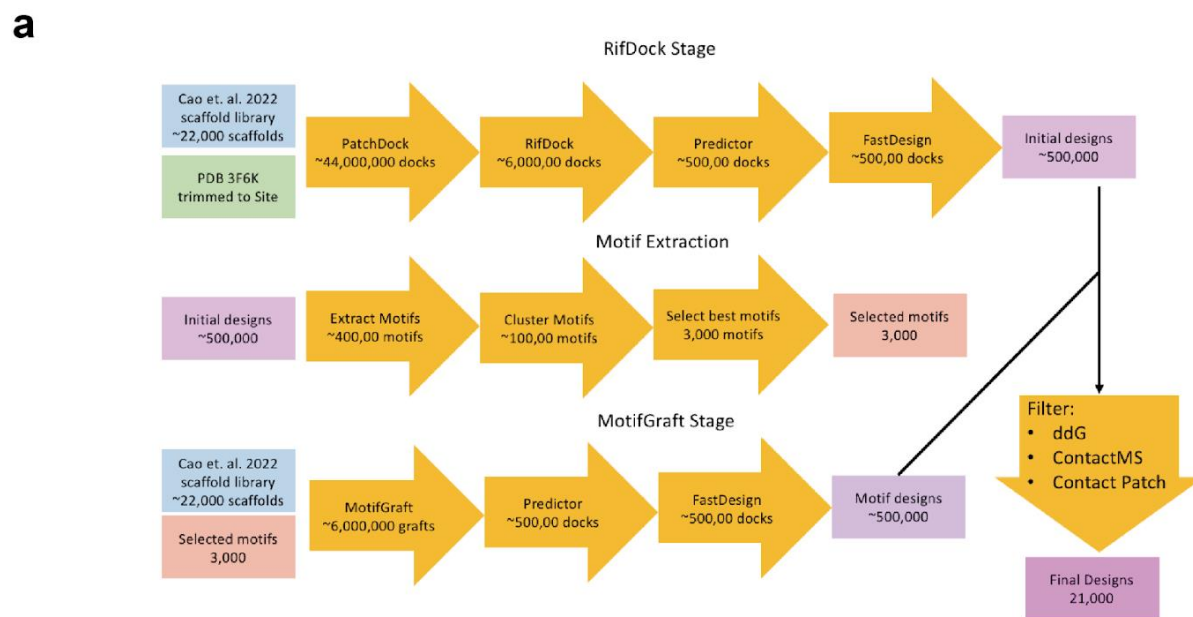 a
RifDock Stage
Cao et. al. 2022
scaffold library
~22,000 scaffolds
PDB 3F6K
trimmed to Site
PatchDock
~44,000,000 docks
RifDock
~6,000,00 docks
Predictor
~500,00 docks
FastDesign
~500,00 docks
Initial designs
~500,000
Motif Extraction
Initial designs
~500,000
Extract Motifs
~400,00 motifs
Cluster Motifs
~100,00 motifs
Select best motifs
3,000 motifs
Selected motifs
3,000
MotifGraft Stage
Cao et. al. 2022
scaffold library
~22,000 scaffolds
Selected motifs
3,000
MotifGraft
~6,000,000 grafts
Predictor
~500,00 docks
FastDesign
~500,00 docks
Motif designs
~500,000
Filter:
• ddG
• ContactMS
• Contact Patch
Final Designs
21,000